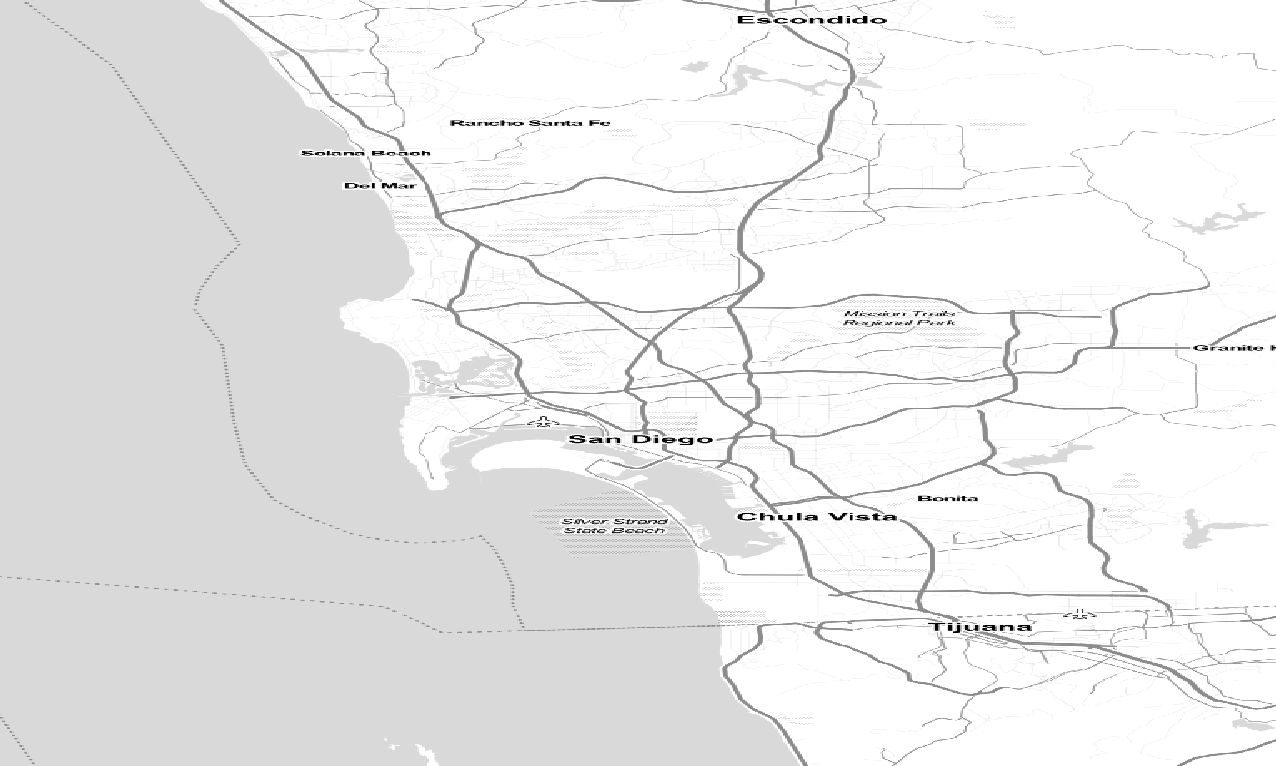 Escondido
Rancho Santa Fe
Solana Beach
Del Mar
Mission Trails
Regional Park
Granite H
San Diego
Bonita
Chula Vista
Silver Strand
State Beach
Tijuana